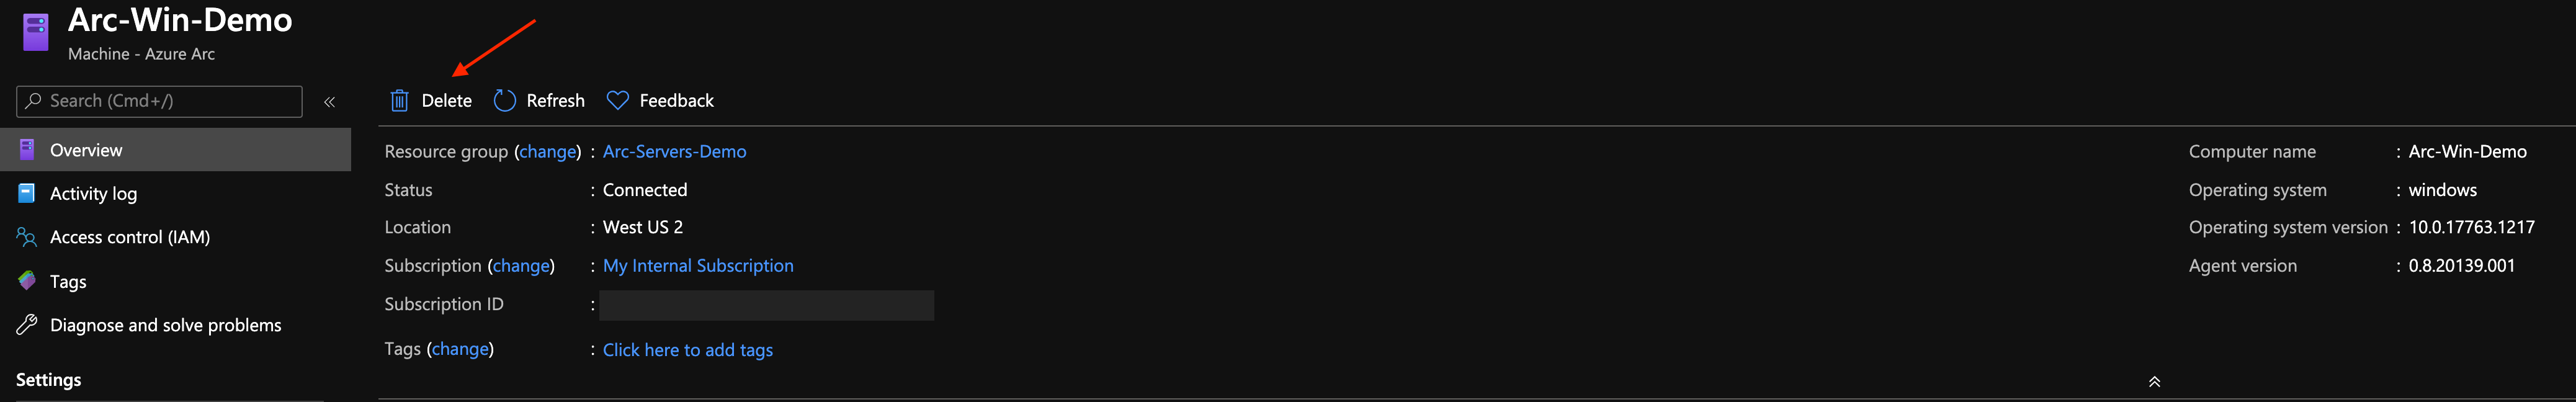 Arc-Win-Demo
Machine - Azure Arc
Search (Cmd+/)
«
Overview
Activity log
Access control (IAM)
Tags
Diagnose and solve problems
Settings
Delete Refresh Feedback
Resource group (change) : Arc-Servers-Demo
Status : Connected
Location : West US 2
Subscription (change) : My Internal Subscription
Subscription ID :
Tags (change) : Click here to add tags
Computer name : Arc-Win-Demo
Operating system : windows
Operating system version : 10.0.17763.1217
Agent version : 0.8.20139.001